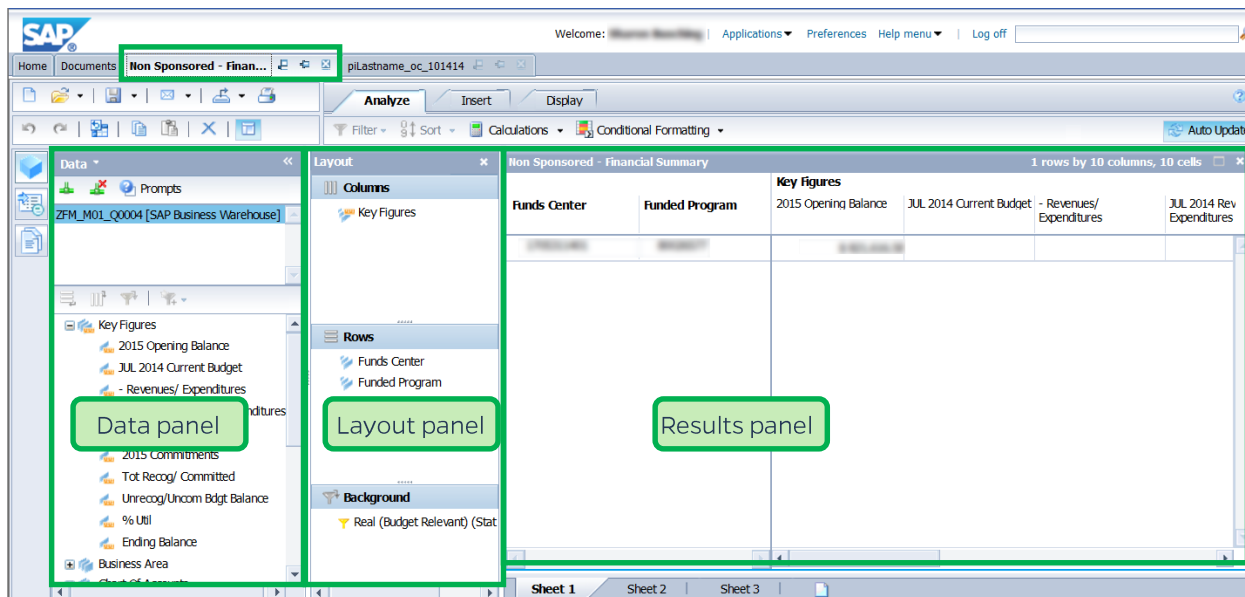 SAP
Welcome: | Applications Preferences Help menu | Log off
Home Documents Non Sponsored - Finan... piLastname_oc_101414
Analyze Insert Display
Filter Sort Calculations Conditional Formatting Auto Update
Data
Prompts
ZFM_M01_Q0004 [SAP Business Warehouse]
Key Figures
2015 Opening Balance
JUL 2014 Current Budget
- Revenues/ Expenditures
nditures
Data panel
2015 Commitments
Tot Recog/ Committed
Unrecog/Uncom Bdgt Balance
% Util
Ending Balance
Business Area
Chart Of Accounts
Layout
Columns
Key Figures
Rows
Funds Center
Funded Program
Layout panel
Background
Real (Budget Relevant) (Stat
Non Sponsored - Financial Summary 1 rows by 10 columns, 10 cells
Key Figures
Funds Center Funded Program 2015 Opening Balance JUL 2014 Current Budget - Revenues/ Expenditures JUL 2014 Rev Expenditures
Results panel
Sheet 1 Sheet 2 Sheet 3